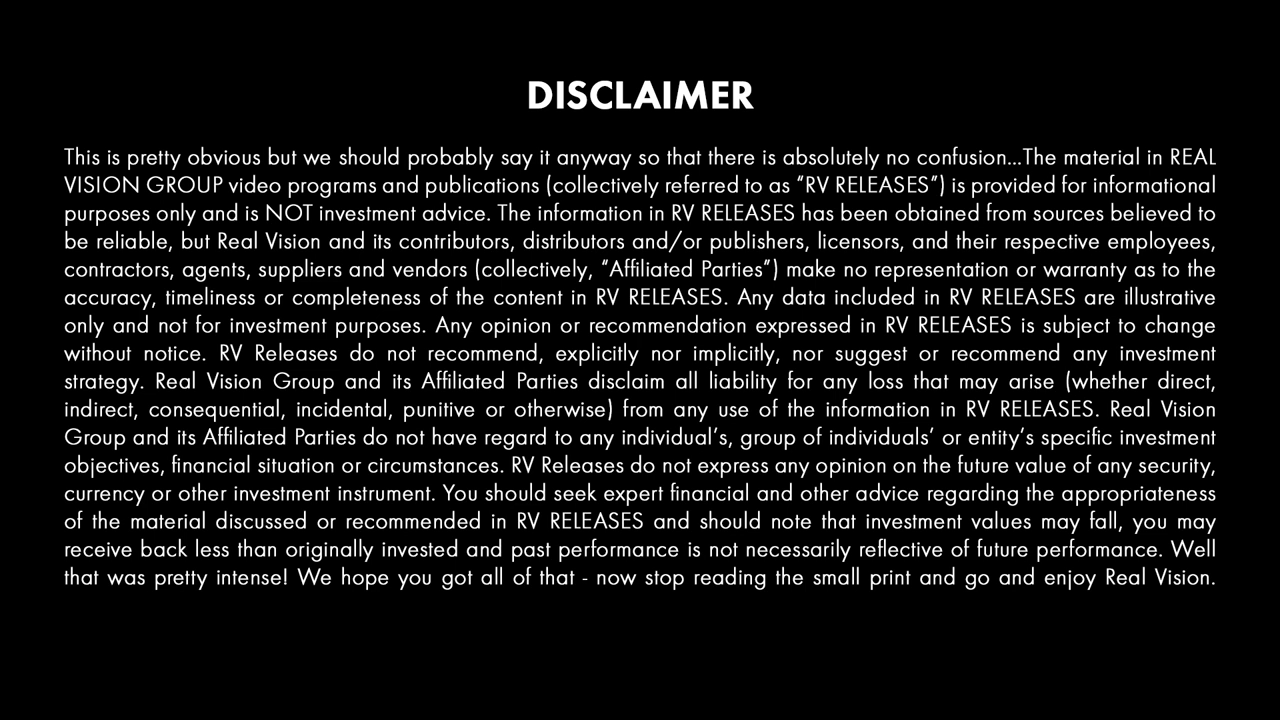 DISCLAIMER
This is pretty obvious but we should probably say it anyway so that there is absolutely no confusion...The material in REAL
VISION GROUP video programs and publications (collectively referred to as “RV RELEASES”) is provided for informational
purposes only and is NOT investment advice. The information in RV RELEASES has been obtained from sources believed to
be reliable, but Real Vision and its contributors, distributors and/or publishers, licensors, and their respective employees,
contractors, agents, suppliers and vendors (collectively, “Affiliated Parties”) make no representation or warranty as to the
accuracy, timeliness or completeness of the content in RV RELEASES. Any data included in RV RELEASES are illustrative
only and not for investment purposes. Any opinion or recommendation expressed in RV RELEASES is subject to change
without notice. RV Releases do not recommend, explicitly nor implicitly, nor suggest or recommend any investment
strategy. Real Vision Group and its Affiliated Parties disclaim all liability for any loss that may arise (whether direct,
indirect, consequential, incidental, punitive or otherwise) from any use of the information in RV RELEASES. Real Vision
Group and its Affiliated Parties do not have regard to any individual’s, group of individuals’ or entity’s specific investment
objectives, financial situation or circumstances. RV Releases do not express any opinion on the future value of any security,
currency or other investment instrument. You should seek expert financial and other advice regarding the appropriateness
of the material discussed or recommended in RV RELEASES and should note that investment values may fall, you may
receive back less than originally invested and past performance is not necessarily reflective of future performance. Well
that was pretty intense! We hope you got all of that - now stop reading the small print and go and enjoy Real Vision.